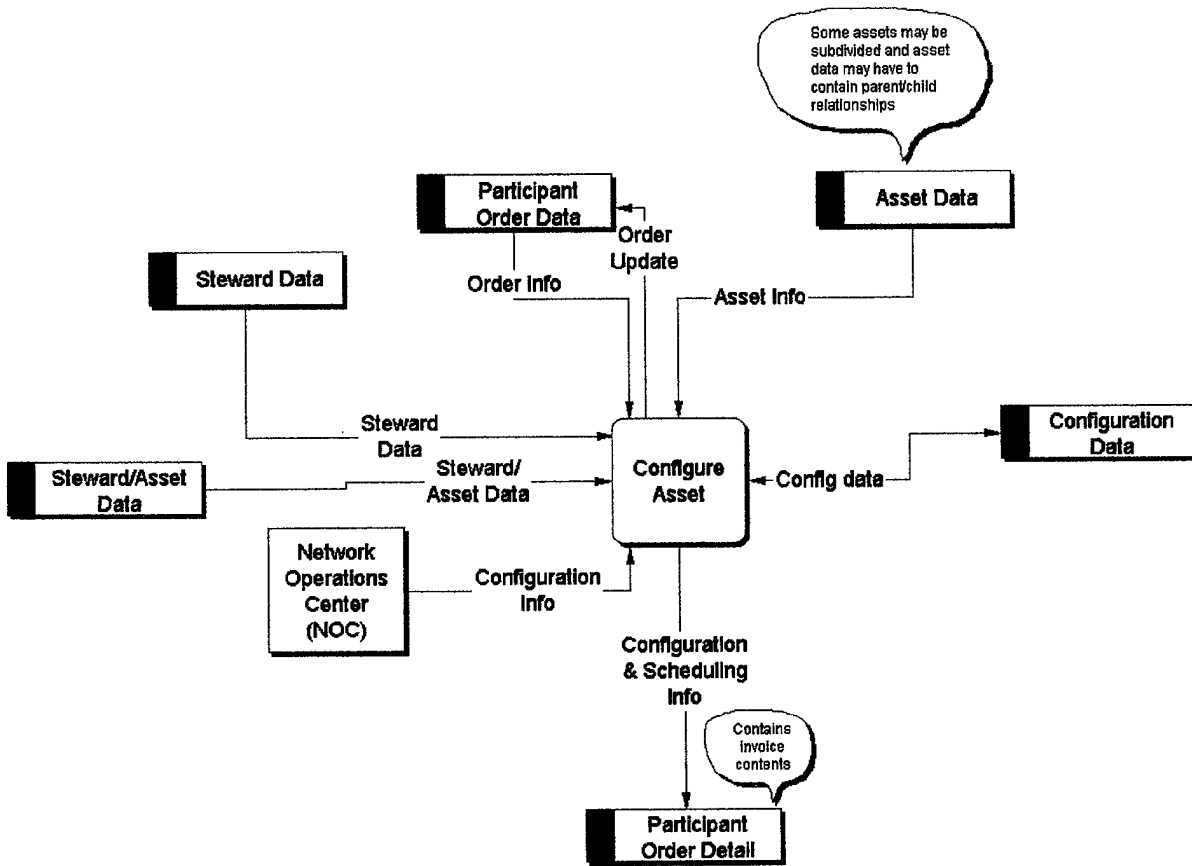 Some assets may be
subdivided and asset
data may have to
contain parent/child
relationships
Participant
Order Data
Asset Data
Order
Update
Steward Data
Order Info
Asset Info
Steward
Data
Configuration
Data
Steward/Asset
Data
Steward/
Asset Data
Configure
Asset
Config data
Network
Operations
Center
(NOC)
Configuration
Info
Configuration
& Scheduling
Info
Contains
invoice
contents
Participant
Order Detail